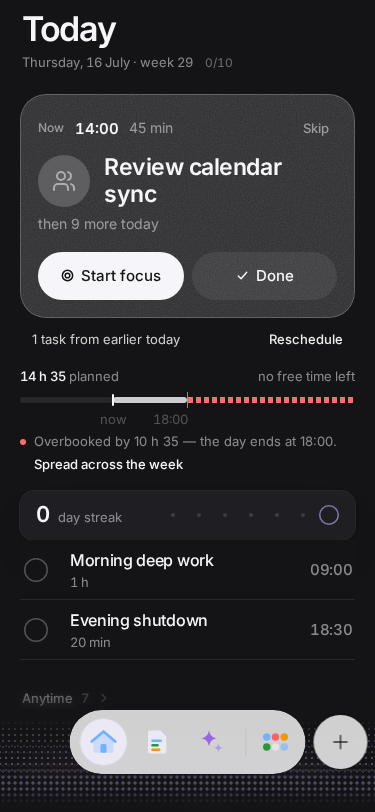 Today
Thursday, 16 July · week 29 0/10
Now 14:00 45 min Skip
Review calendar
sync
then 9 more today
Start focus Done
1 task from earlier today Reschedule
14 h 35 planned no free time left
now 18:00
Overbooked by 10 h 35 — the day ends at 18:00.
Spread across the week
0 day streak
Morning deep work 09:00
1 h
Evening shutdown 18:30
20 min
Anytime 7